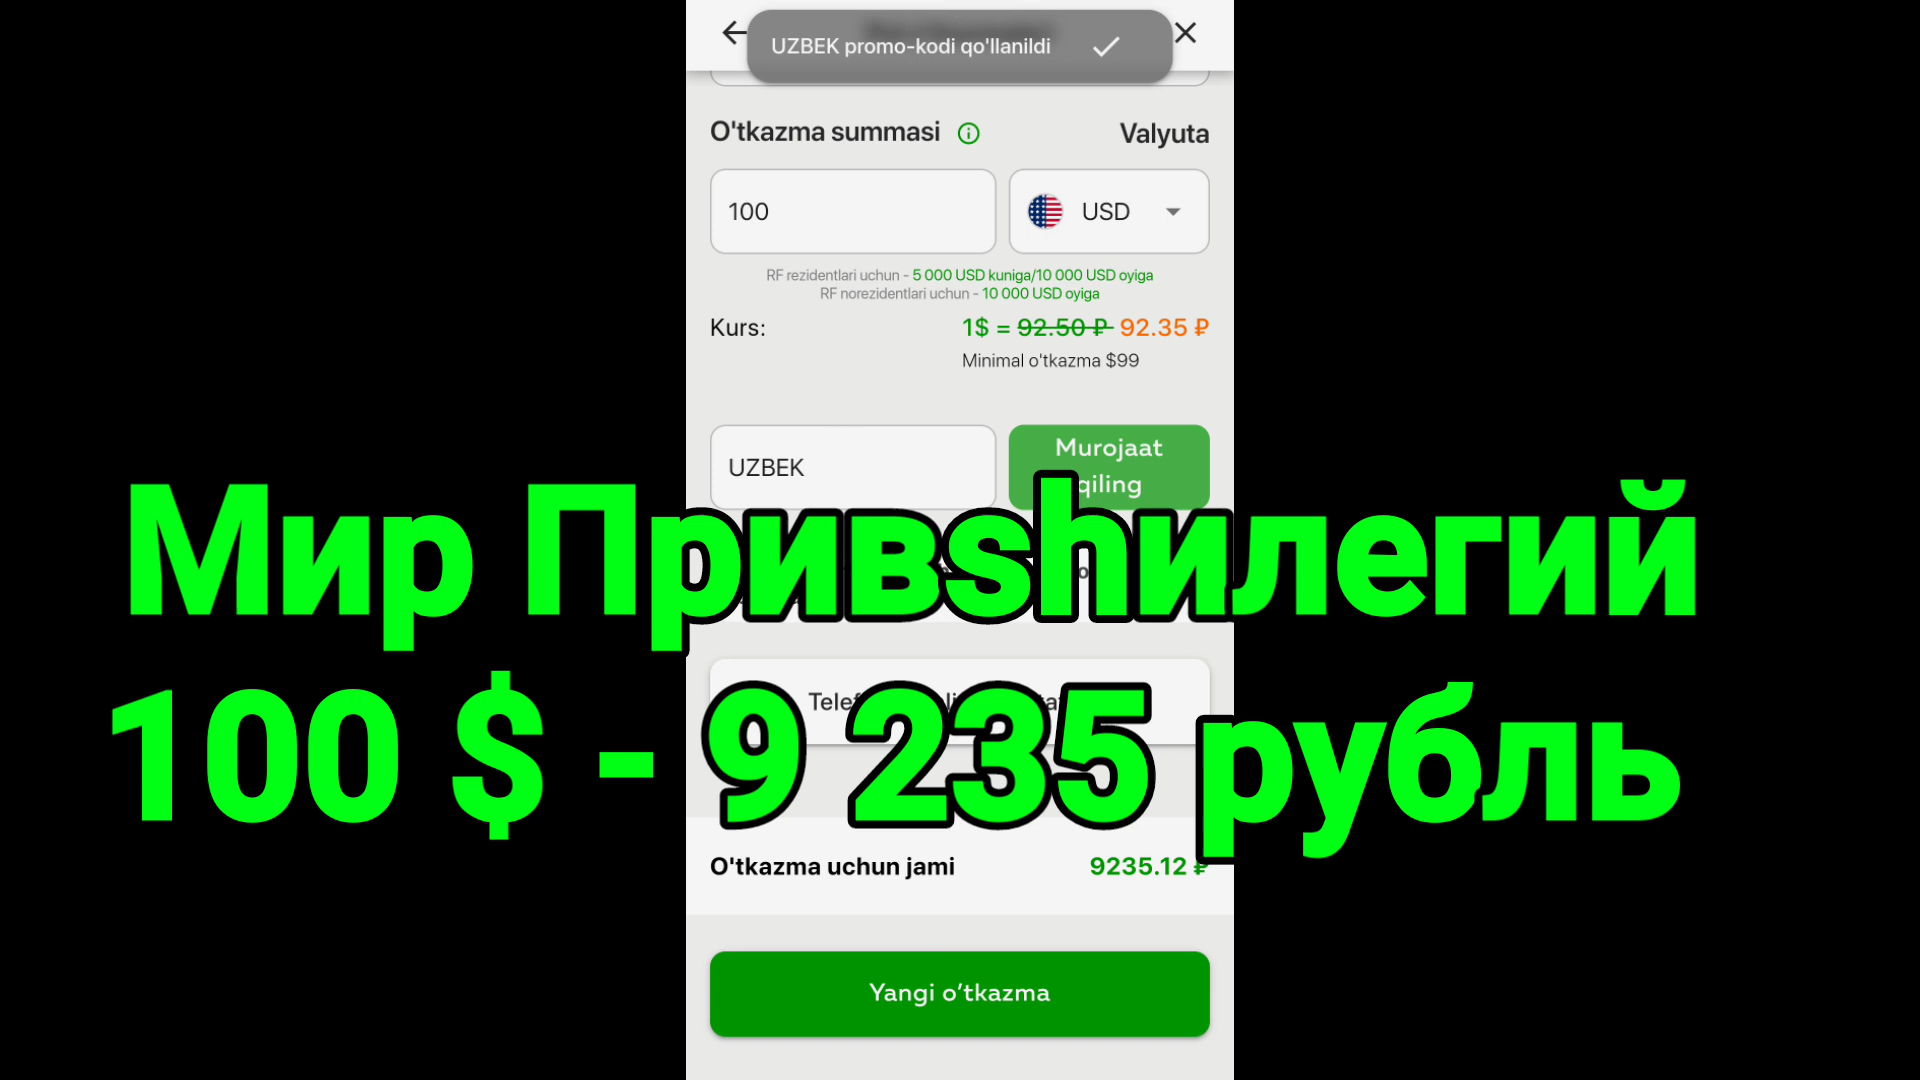 UZBEK promo-kodi qo'llanildi
O'tkazma summasi
Valyuta
100
USD
RF rezidentlari uchun - 5 000 USD kuniga/10 000 USD oyiga
RF norezidentlari uchun - 10 000 USD oyiga
Kurs:
1$ = 92.50 ₽ 92.35 ₽
Minimal o'tkazma $99
UZBEK
Murojaat
qiling
Мир Привshилегий
100 $ - 9 235 рубль
O'tkazma uchun jami
9235.12 ₽
Yangi o‘tkazma